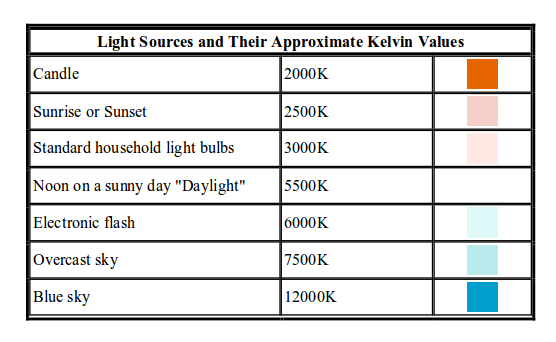 Light Sources and Their Approximate Kelvin Values
Candle 2000K
Sunrise or Sunset 2500K
Standard household light bulbs 3000K
Noon on a sunny day "Daylight" 5500K
Electronic flash 6000K
Overcast sky 7500K
Blue sky 12000K